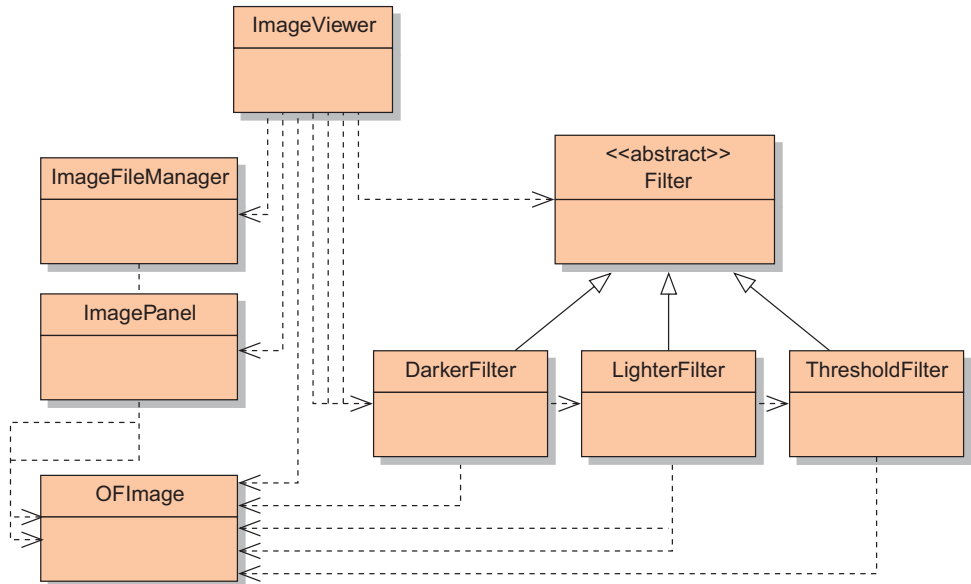 ImageViewer
<<abstract>>
Filter
ImageFileManager
ImagePanel
DarkerFilter
LighterFilter
ThresholdFilter
OFImage